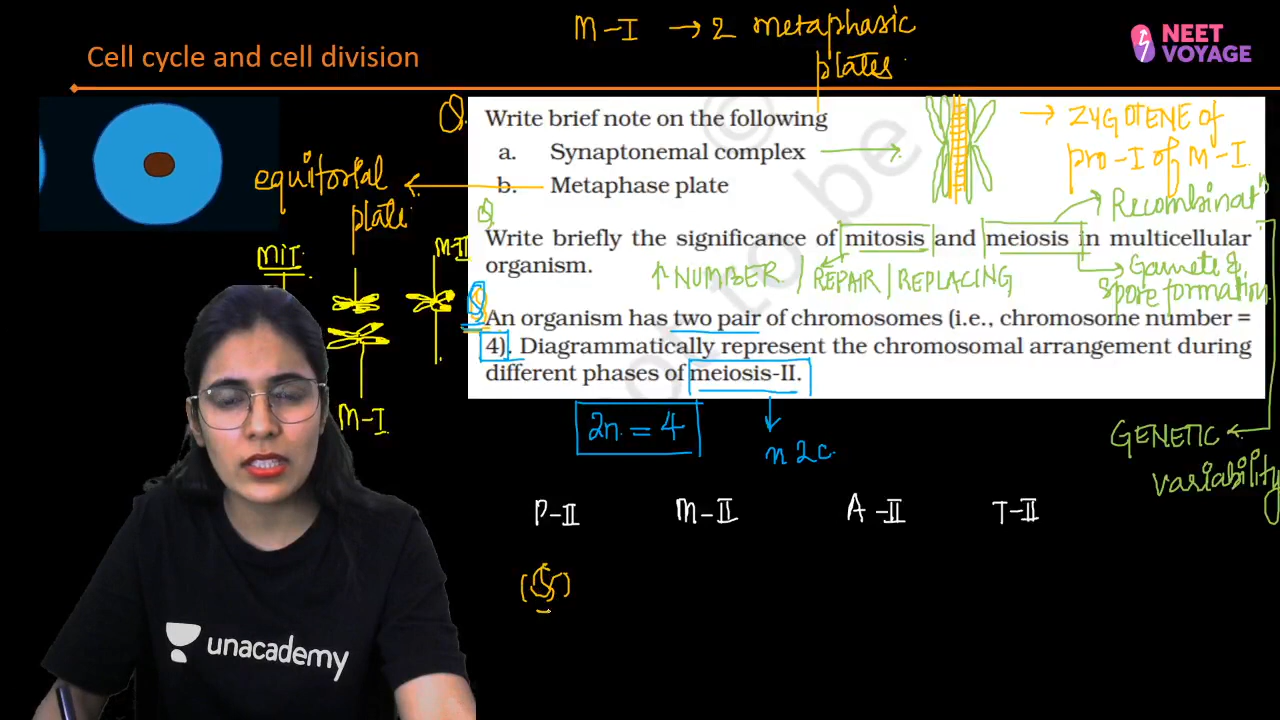 M-I → 2 metaphasic
plates
NEET
VOYAGE
Cell cycle and cell division
Q. Write brief note on the following
a. Synaptonemal complex →
b. Metaphase plate
→ ZYGOTENE of
pro-I of M-I.
equitorial
plate
Recombinatn
Q
Write briefly the significance of mitosis and meiosis in multicellular
organism.
↑ NUMBER / REPAIR / REPLACING
Gamete &
spore formation
MiT.
M-II
M-I
Q
An organism has two pair of chromosomes (i.e., chromosome number =
4). Diagrammatically represent the chromosomal arrangement during
different phases of meiosis-II.
2n = 4
n 2c
GENETIC
variability
P-II M-II A-II T-II
unacademy